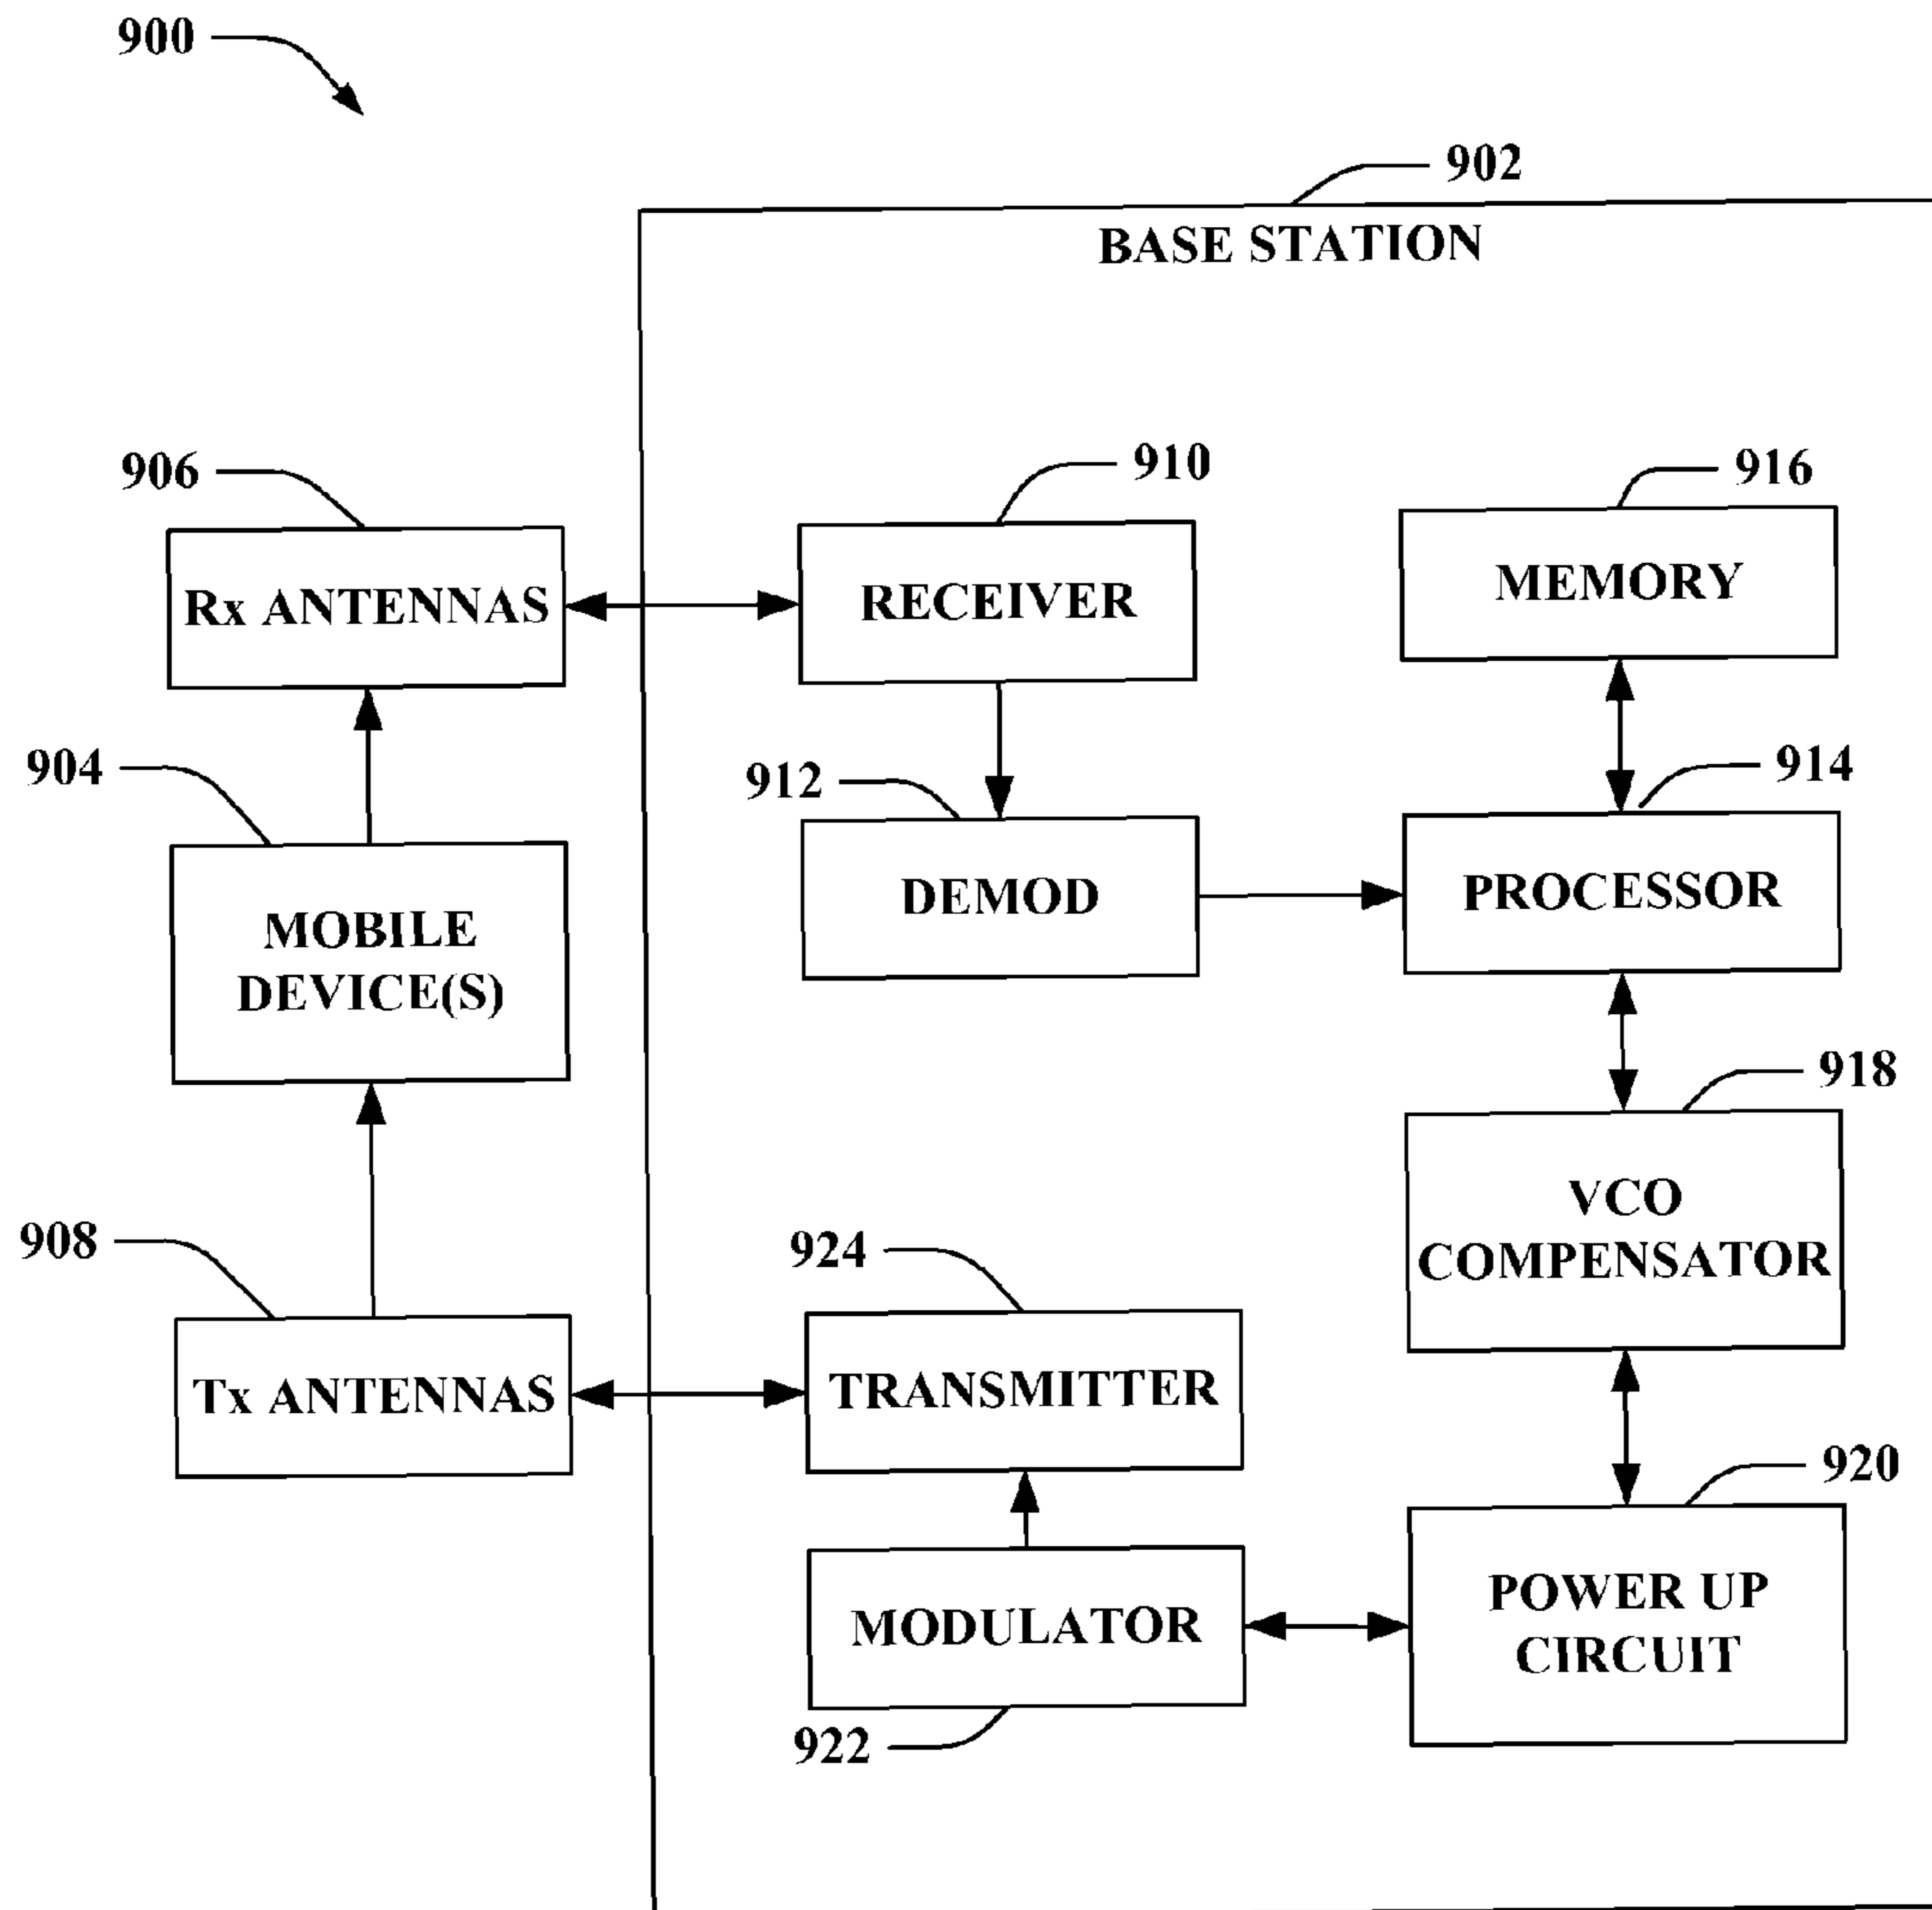 900
902
BASE STATION
906
910
916
Rx ANTENNAS
RECEIVER
MEMORY
904
912
914
MOBILE
DEVICE(S)
DEMOD
PROCESSOR
918
908
924
VCO
COMPENSATOR
Tx ANTENNAS
TRANSMITTER
920
MODULATOR
POWER UP
CIRCUIT
922